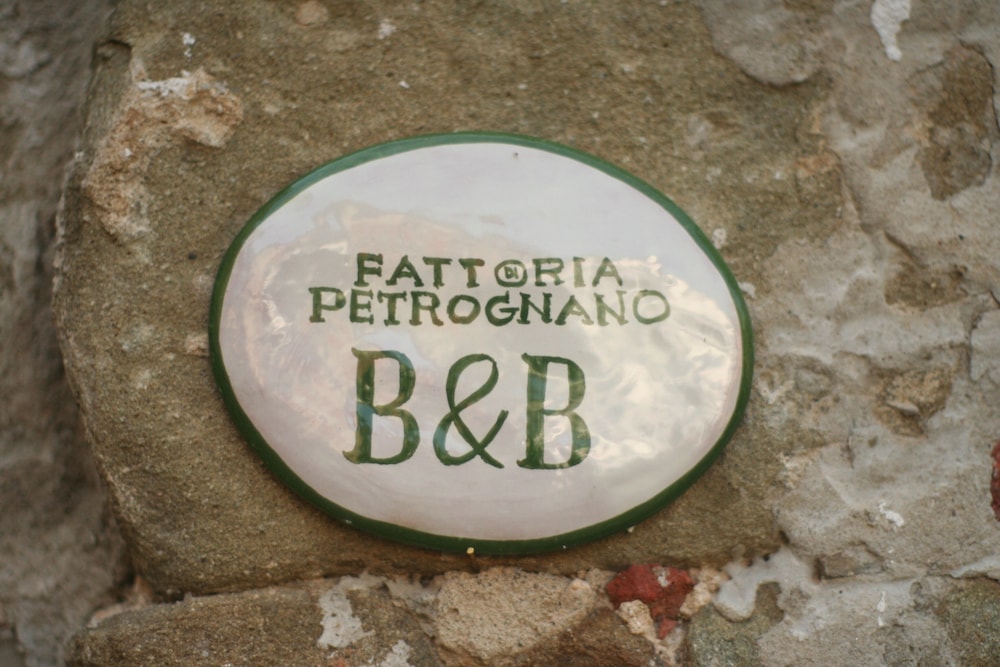 FATTORIA
DI
PETROGNANO
B&B